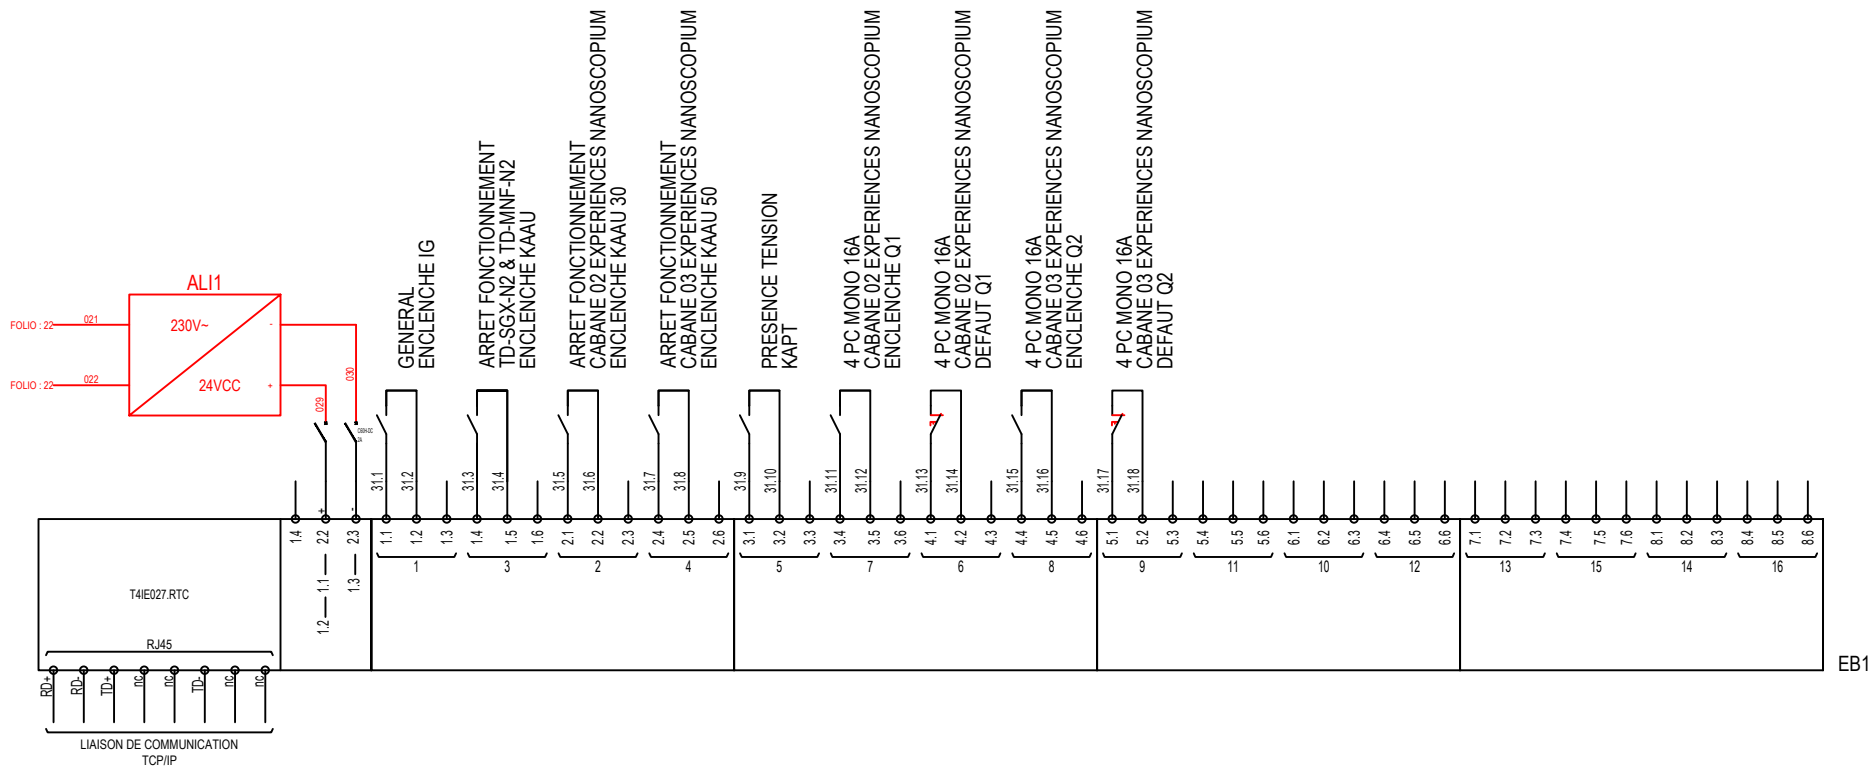 GENERAL
ENCLENCHE IG
ARRET FONCTIONNEMENT
TD-SGX-N2 & TD-MNF-N2
ENCLENCHE KAAU
ARRET FONCTIONNEMENT
CABANE 02 EXPERIENCES NANOSCOPIUM
ENCLENCHE KAAU 30
ARRET FONCTIONNEMENT
CABANE 03 EXPERIENCES NANOSCOPIUM
ENCLENCHE KAAU 50
PRESENCE TENSION
KAPT
4 PC MONO 16A
CABANE 02 EXPERIENCES NANOSCOPIUM
ENCLENCHE Q1
4 PC MONO 16A
CABANE 02 EXPERIENCES NANOSCOPIUM
DEFAUT Q1
4 PC MONO 16A
CABANE 03 EXPERIENCES NANOSCOPIUM
ENCLENCHE Q2
4 PC MONO 16A
CABANE 03 EXPERIENCES NANOSCOPIUM
DEFAUT Q2
ALI1
FOLIO : 22 021 230V~ -
FOLIO : 22 022 24VCC +
029 030
C60H-DC
2A
31.1 31.2 31.3 31.4 31.5 31.6 31.7 31.8 31.9 31.10 31.11 31.12 31.13 31.14 31.15 31.16 31.17 31.18
+ -
1.4 2.2 2.3 1.1 1.2 1.3 1.4 1.5 1.6 2.1 2.2 2.3 2.4 2.5 2.6 3.1 3.2 3.3 3.4 3.5 3.6 4.1 4.2 4.3 4.4 4.5 4.6 5.1 5.2 5.3 5.4 5.5 5.6 6.1 6.2 6.3 6.4 6.5 6.6 7.1 7.2 7.3 7.4 7.5 7.6 8.1 8.2 8.3 8.4 8.5 8.6
1 3 2 4 5 7 6 8 9 11 10 12 13 15 14 16
1.1 1.3
1.2
T4IE027.RTC
RJ45
EB1
RD+ RD- TD+ nc nc TD- nc nc
LIAISON DE COMMUNICATION
TCP/IP